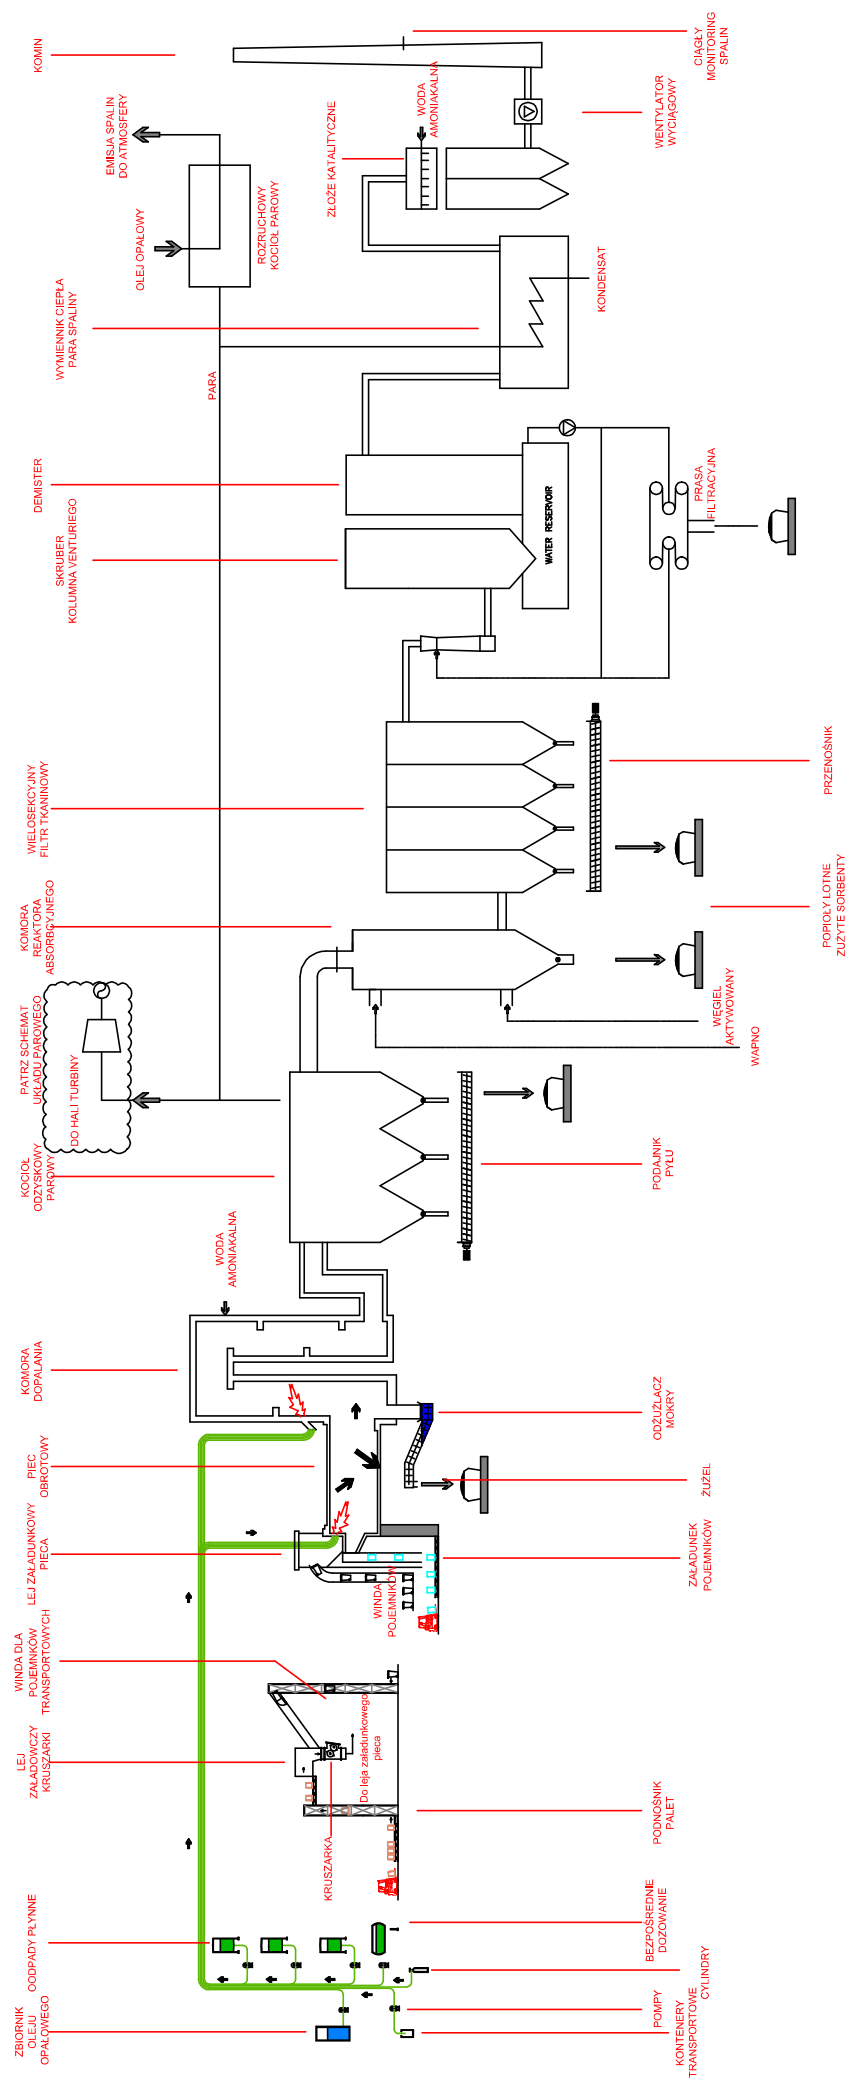 ZBIORNIK
OLEJU
OPAŁOWEGO
OODPADY PŁYNNE
LEJ
ZAŁADOWCZY
KRUSZARKI
WINDA DLA
POJEMNKÓW
TRANSPORTOWYCH
LEJ ZAŁADUNKOWY
PIECA
PIEC
OBROTOWY
KOMORA
DOPALANIA
WODA
AMONIAKALNA
KOCIOŁ
ODZYSKOWY
PAROWY
PATRZ SCHEMAT
UKŁADU PAROWEGO
DO HALI TURBINY
KOMORA
REAKTORA
ABSORBCYJNEGO
WIELOSEKCYJNY
FILTR TKANINOWY
SKRUBER
KOLUMNA VENTURIEGO
DEMISTER
PARA
WYMIENNIK CIEPŁA
PARA SPALINY
OLEJ OPAŁOWY
ROZRUCHOWY
KOCIOŁ PAROWY
EMISJA SPALIN
DO ATMOSFERY
ZŁOŻE KATALITYCZNE
KOMIN
WODA
AMONIAKALNA
KRUSZARKA
Do leja załadunkowego
pieca
WINDA
POJEMNIKÓW
WATER RESERVOIR
KONDENSAT
KONTENERY
TRANSPORTOWE
POMPY
CYLINDRY
BEZPOŚREDNIE
DOZOWANIE
PODNOŚNIK
PALET
ZAŁADUNEK
POJEMNIKÓW
ŻUŻEL
ODŻUŻLACZ
MOKRY
PODAJNIK
PYŁU
WAPNO
WĘGIEL
AKTYWOWANY
POPIOŁY LOTNE
ZUŻYTE SORBENTY
PRZENOŚNIK
PRASA
FILTRACYJNA
WENTYLATOR
WYCIĄGOWY
CIĄGŁY
MONITORING
SPALIN